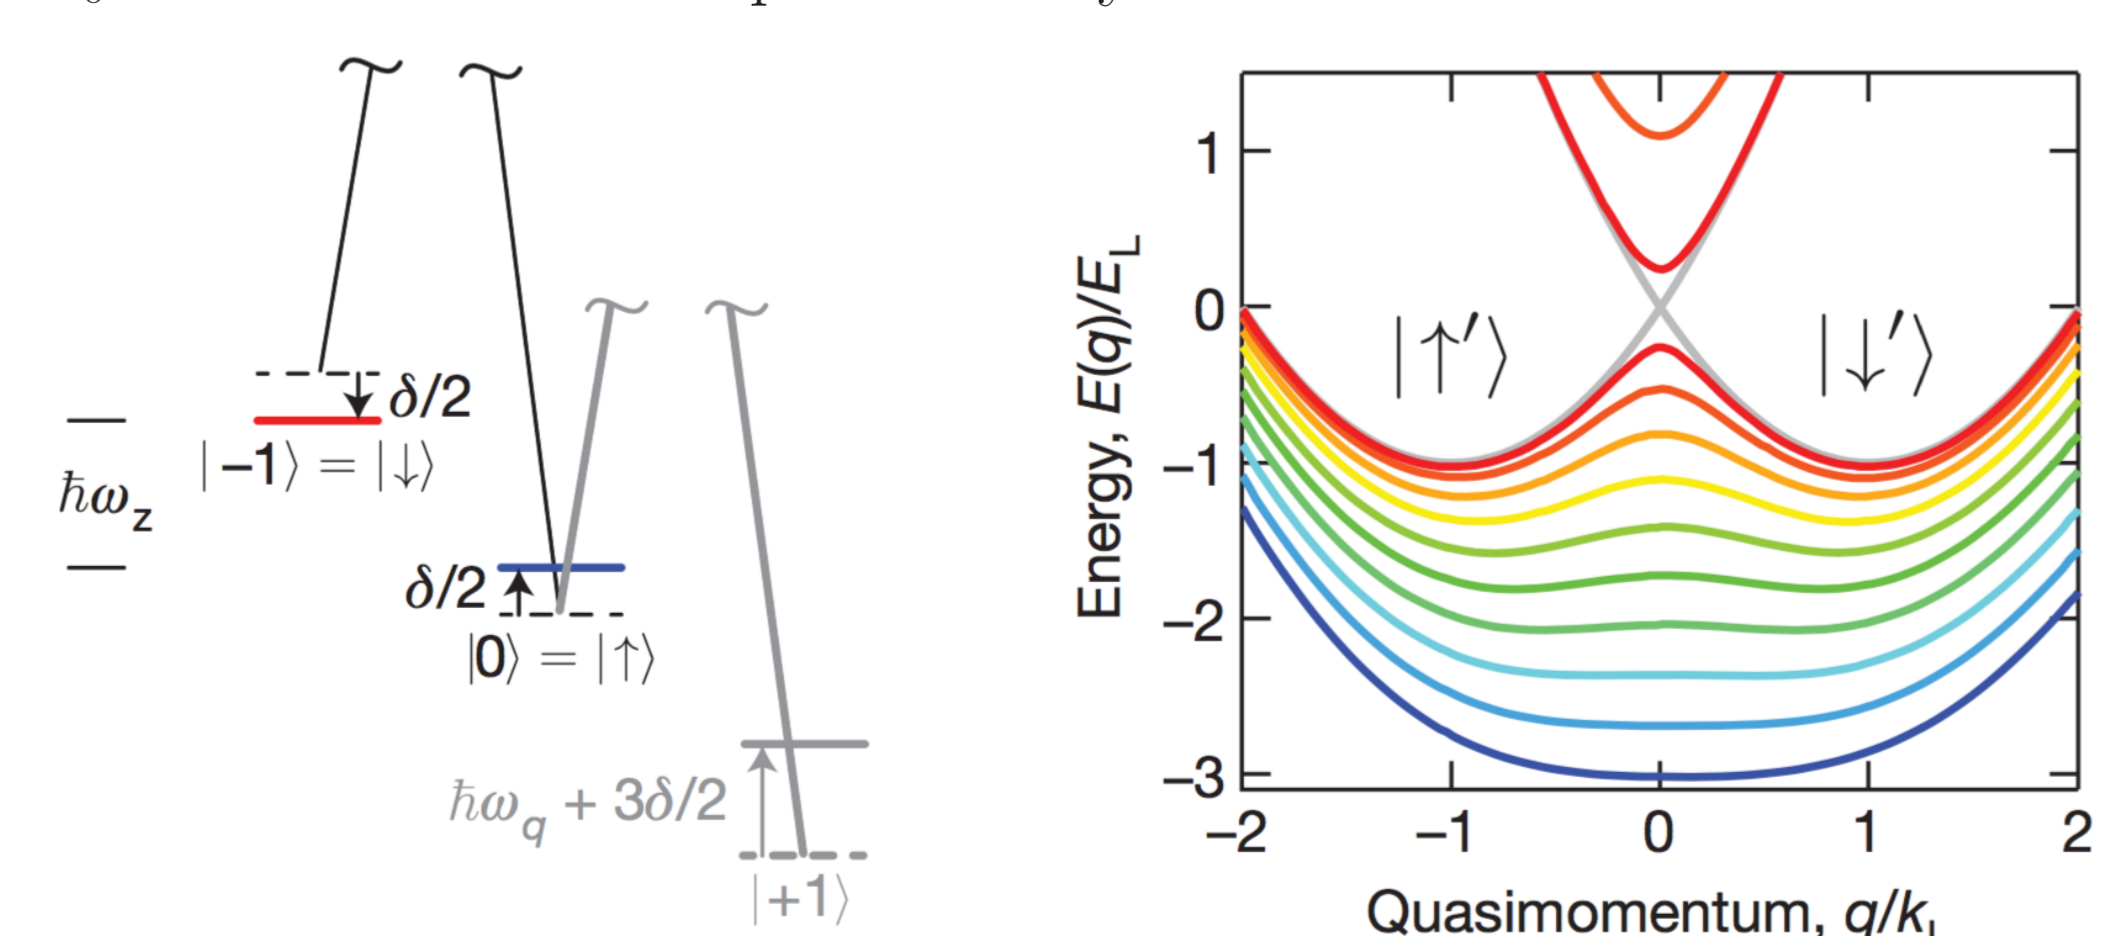 δ/2
|−1⟩ = |↓⟩
ℏω_z
δ/2
|0⟩ = |↑⟩
ℏω_q + 3δ/2
|+1⟩
Energy, E(q)/E_L
1
0
−1
−2
−3
|↑′⟩
|↓′⟩
−2 −1 0 1 2
Quasimomentum, q/k_L